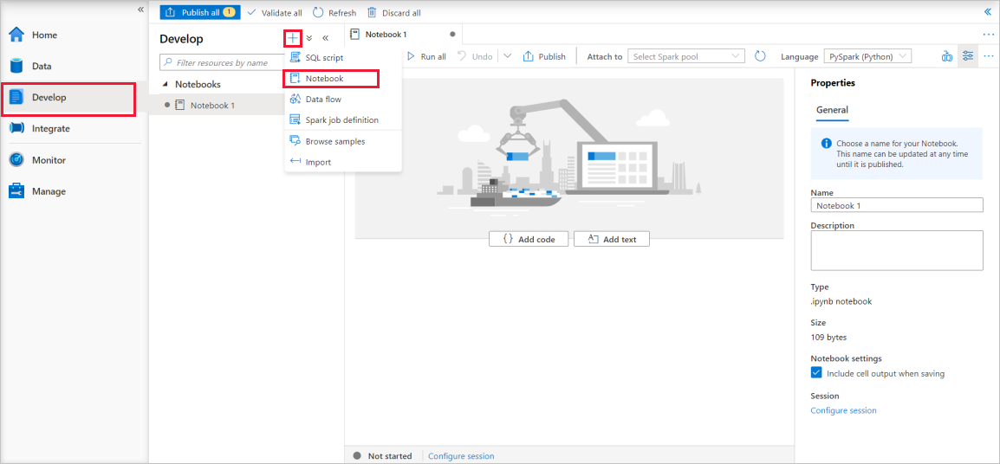 Publish all 1
Validate all
Refresh
Discard all
Home
Data
Develop
Integrate
Monitor
Manage
Develop
Filter resources by name
Notebooks
Notebook 1
SQL script
Notebook
Data flow
Spark job definition
Browse samples
Import
Notebook 1
Run all
Undo
Publish
Attach to
Select Spark pool
Language
PySpark (Python)
{} Add code
Add text
Not started
Configure session
Properties
General
Choose a name for your Notebook.
This name can be updated at any time
until it is published.
Name
Notebook 1
Description
Type
.ipynb notebook
Size
109 bytes
Notebook settings
Include cell output when saving
Session
Configure session